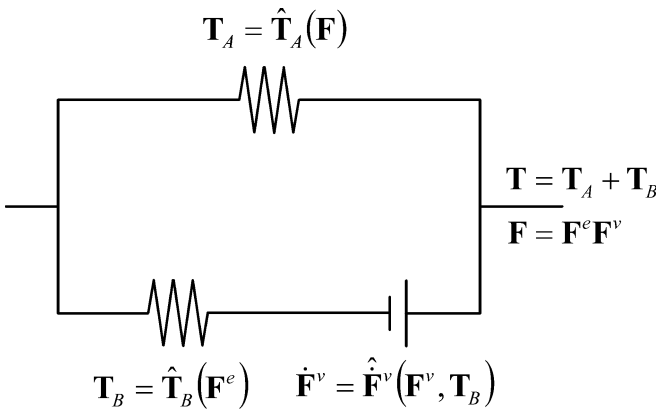 T_A = T̂_A(F)
T = T_A + T_B
F = F^e F^v
T_B = T̂_B(F^e)
Ḟ^v = Ḟ̂^v(F^v, T_B)